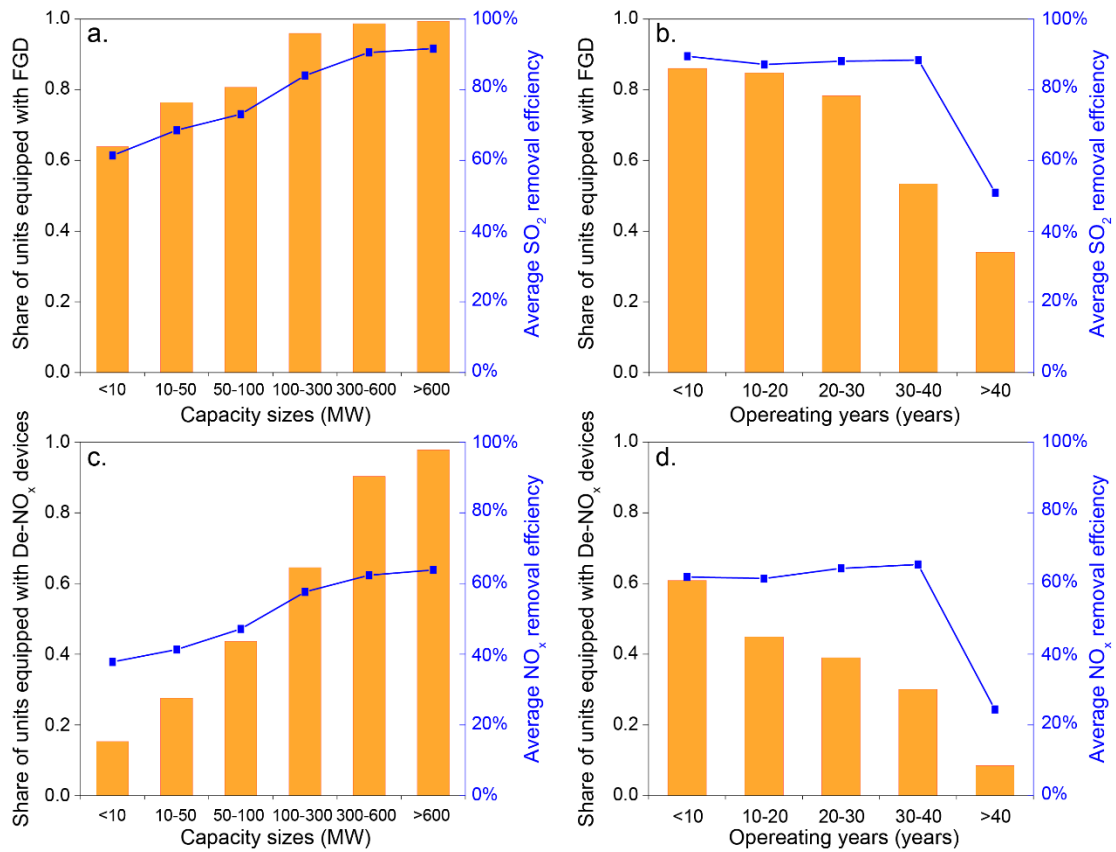 a.
Share of units equipped with FGD
1.0
0.8
0.6
0.4
0.2
0.0
100%
80%
60%
40%
20%
0%
Average SO₂ removal effciency
<10 10-50 50-100 100-300 300-600 >600
Capacity sizes (MW)
b.
Share of units equipped with FGD
1.0
0.8
0.6
0.4
0.2
0.0
100%
80%
60%
40%
20%
0%
Average SO₂ removal effciency
<10 10-20 20-30 30-40 >40
Opereating years (years)
c.
Share of units equipped with De-NOₓ devices
1.0
0.8
0.6
0.4
0.2
0.0
100%
80%
60%
40%
20%
0%
Average NOₓ removal effciency
<10 10-50 50-100 100-300 300-600 >600
Capacity sizes (MW)
d.
Share of units equipped with De-NOₓ devices
1.0
0.8
0.6
0.4
0.2
0.0
100%
80%
60%
40%
20%
0%
Average NOₓ removal effciency
<10 10-20 20-30 30-40 >40
Opereating years (years)